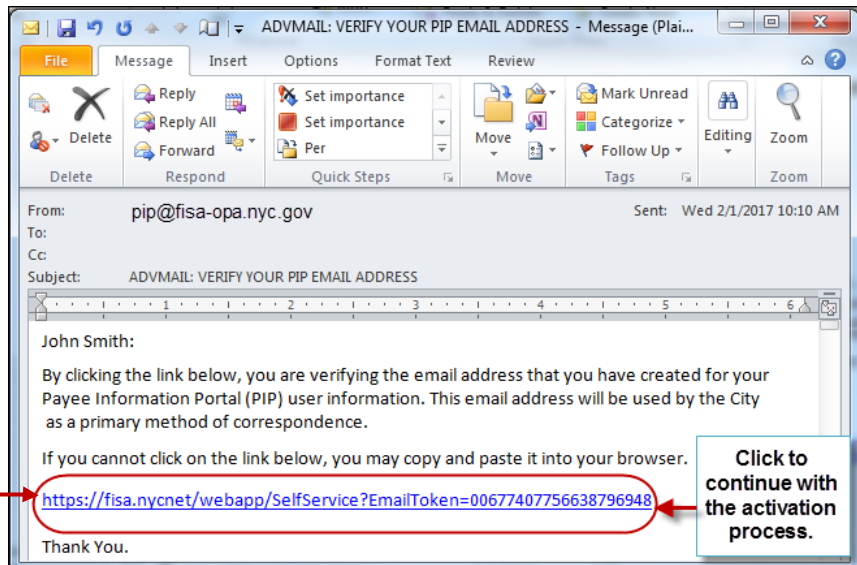 ADVMAIL: VERIFY YOUR PIP EMAIL ADDRESS - Message (Plai...
File Message Insert Options Format Text Review
Delete
Reply
Reply All
Forward
Set importance
Set importance
Per
Move
Mark Unread
Categorize
Follow Up
Editing
Zoom
Delete Respond Quick Steps Move Tags Zoom
From: pip@fisa-opa.nyc.gov Sent: Wed 2/1/2017 10:10 AM
To:
Cc:
Subject: ADVMAIL: VERIFY YOUR PIP EMAIL ADDRESS
1 2 3 4 5 6
John Smith:
By clicking the link below, you are verifying the email address that you have created for your
Payee Information Portal (PIP) user information. This email address will be used by the City
as a primary method of correspondence.
If you cannot click on the link below, you may copy and paste it into your browser.
https://fisa.nycnet/webapp/SelfService?EmailToken=00677407756638796948
Click to
continue with
the activation
process.
Thank You.